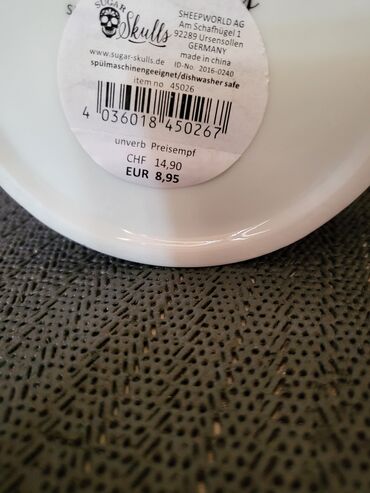 SUGAR
Skulls
SHEEPWORLD AG
Am Schafhügel 1
92289 Ursensollen
GERMANY
made in china
www.sugar-skulls.de ID-No. 2016-0240
spülmaschinengeeignet/dishwasher safe
item no 45026
4 036018 450267
unverb Preisempf
CHF 14,90
EUR 8,95